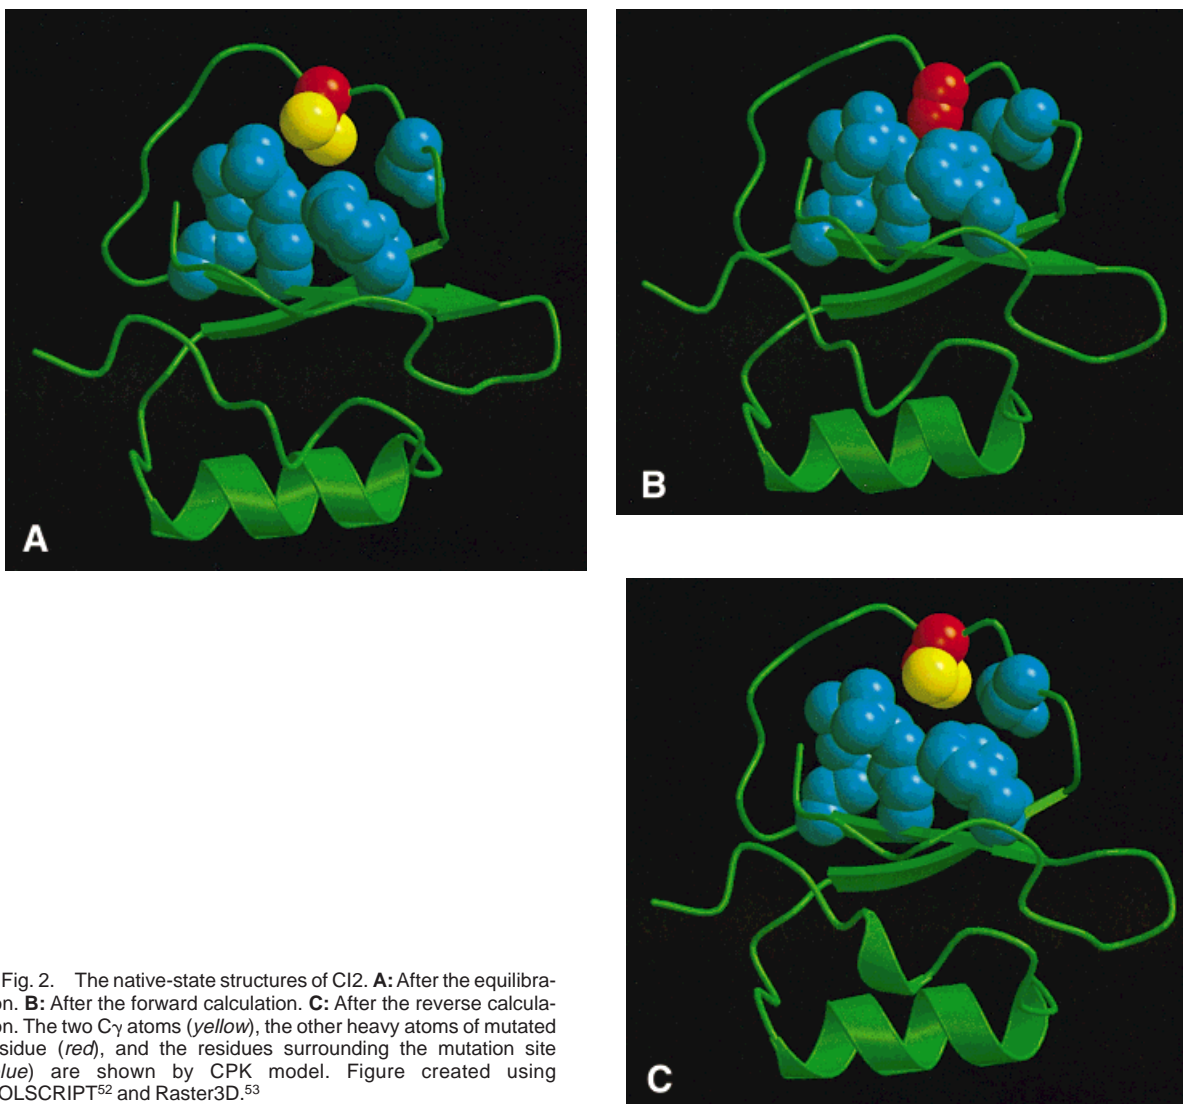 A
B
C
Fig. 2. The native-state structures of CI2. A: After the equilibra-
on. B: After the forward calculation. C: After the reverse calcula-
on. The two Cγ atoms (yellow), the other heavy atoms of mutated
sidue (red), and the residues surrounding the mutation site
lue) are shown by CPK model. Figure created using
OLSCRIPT52 and Raster3D.53